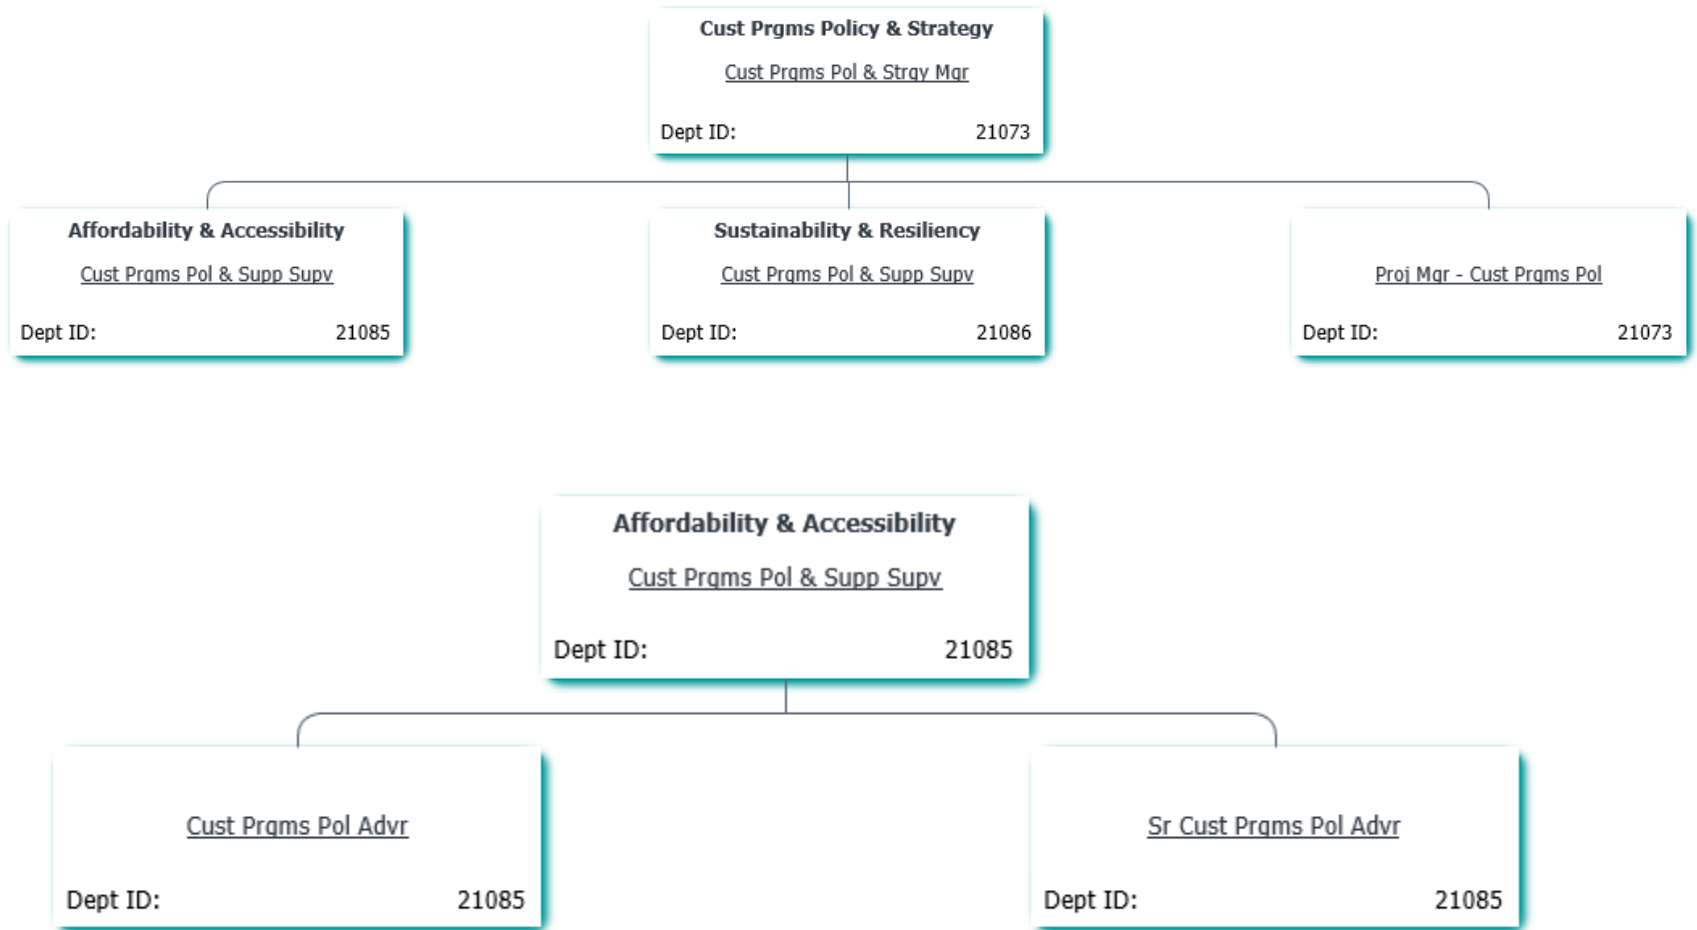 Cust Prgms Policy & Strategy
Cust Prgms Pol & Strgy Mgr
Dept ID: 21073
Affordability & Accessibility
Cust Prgms Pol & Supp Supv
Dept ID: 21085
Sustainability & Resiliency
Cust Prgms Pol & Supp Supv
Dept ID: 21086
Proj Mgr - Cust Prgms Pol
Dept ID: 21073
Affordability & Accessibility
Cust Prgms Pol & Supp Supv
Dept ID: 21085
Cust Prgms Pol Advr
Dept ID: 21085
Sr Cust Prgms Pol Advr
Dept ID: 21085